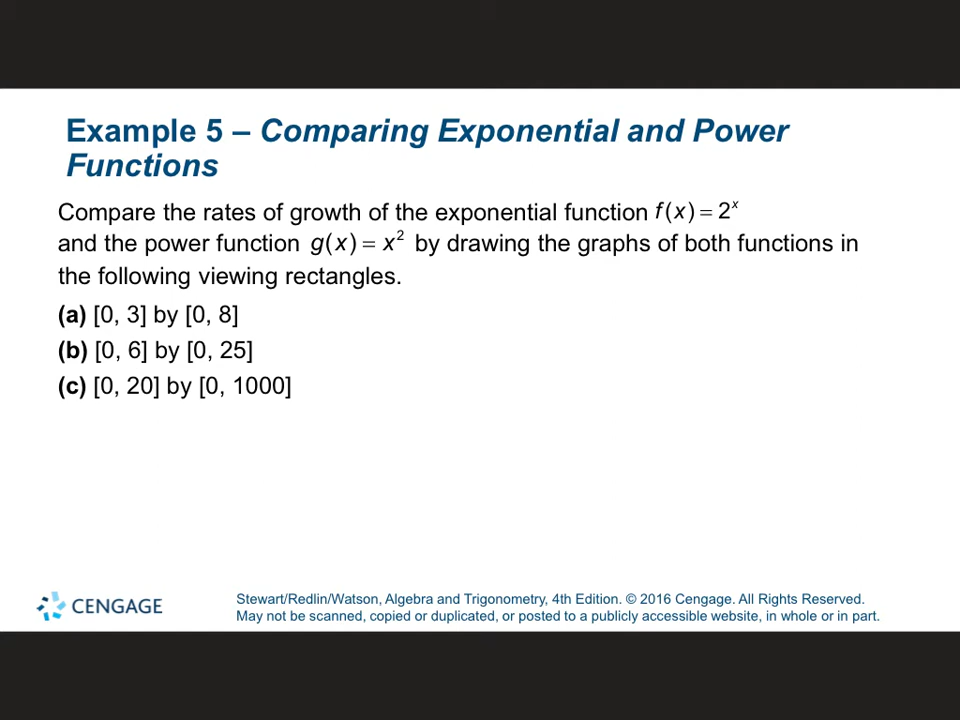 Example 5 – Comparing Exponential and Power
Functions
Compare the rates of growth of the exponential function f(x) = 2ˣ
and the power function g(x) = x² by drawing the graphs of both functions in
the following viewing rectangles.
(a) [0, 3] by [0, 8]
(b) [0, 6] by [0, 25]
(c) [0, 20] by [0, 1000]
CENGAGE
Stewart/Redlin/Watson, Algebra and Trigonometry, 4th Edition. © 2016 Cengage. All Rights Reserved.
May not be scanned, copied or duplicated, or posted to a publicly accessible website, in whole or in part.